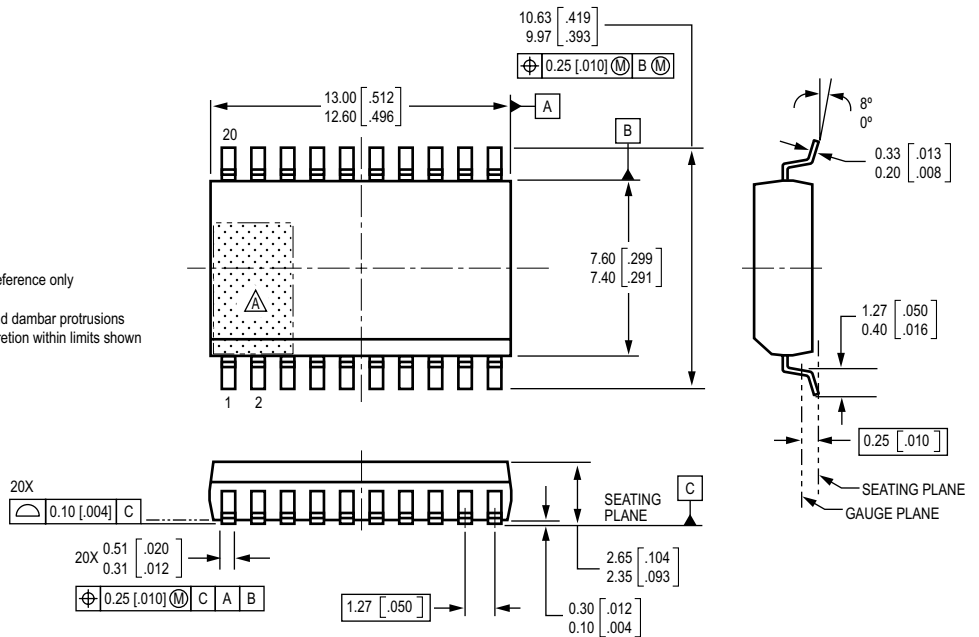 10.63 [.419]
9.97 [.393]
⌖ 0.25 [.010] Ⓜ B Ⓜ
13.00 [.512]
12.60 [.496]
A
8º
0º
20
B
0.33 [.013]
0.20 [.008]
7.60 [.299]
7.40 [.291]
eference only
A
d dambar protrusions
retion within limits shown
1.27 [.050]
0.40 [.016]
1 2
0.25 [.010]
SEATING PLANE
GAUGE PLANE
20X
⌓ 0.10 [.004] C
SEATING
PLANE
C
20X 0.51 [.020]
0.31 [.012]
⌖ 0.25 [.010] Ⓜ C A B
1.27 [.050]
2.65 [.104]
2.35 [.093]
0.30 [.012]
0.10 [.004]